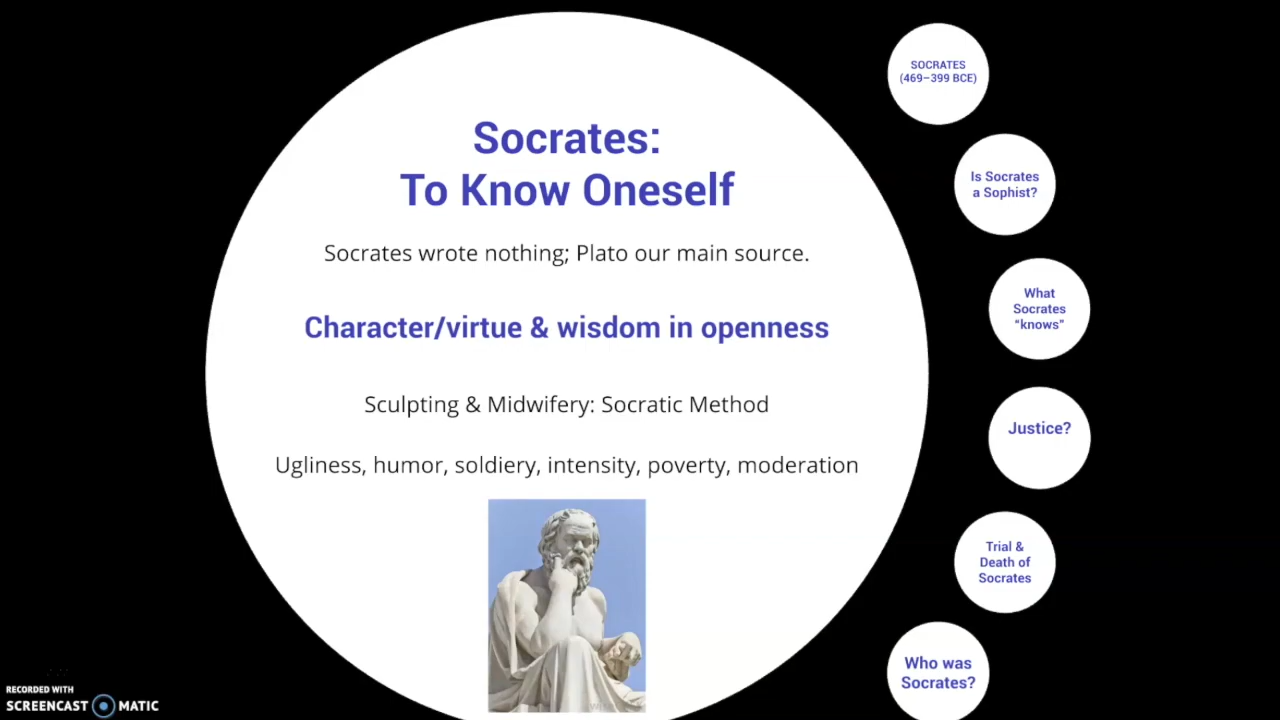 Socrates:
To Know Oneself
Socrates wrote nothing; Plato our main source.
Character/virtue & wisdom in openness
Sculpting & Midwifery: Socratic Method
Ugliness, humor, soldiery, intensity, poverty, moderation
SOCRATES
(469–399 BCE)
Is Socrates
a Sophist?
What
Socrates
“knows”
Justice?
Trial &
Death of
Socrates
Who was
Socrates?
RECORDED WITH
SCREENCAST MATIC